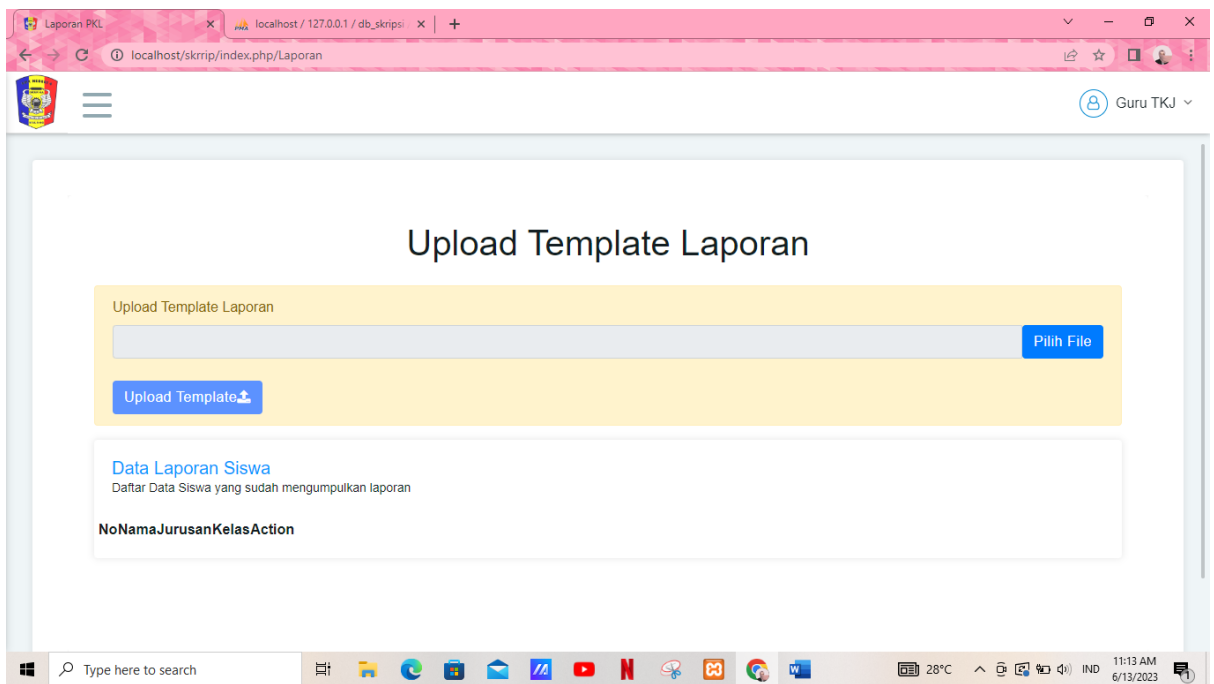 Laporan PKL
localhost / 127.0.0.1 / db_skripsi
localhost/skrrip/index.php/Laporan
Guru TKJ
Upload Template Laporan
Upload Template Laporan
Pilih File
Upload Template
Data Laporan Siswa
Daftar Data Siswa yang sudah mengumpulkan laporan
NoNamaJurusanKelasAction
Type here to search
28°C
IND
11:13 AM
6/13/2023